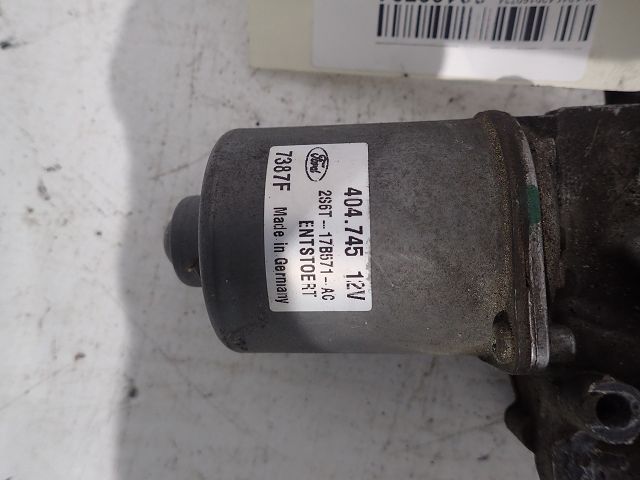 404.745 12V
Ford
2S6T-17B571-AC
ENTSTOERT
7387F Made in Germany